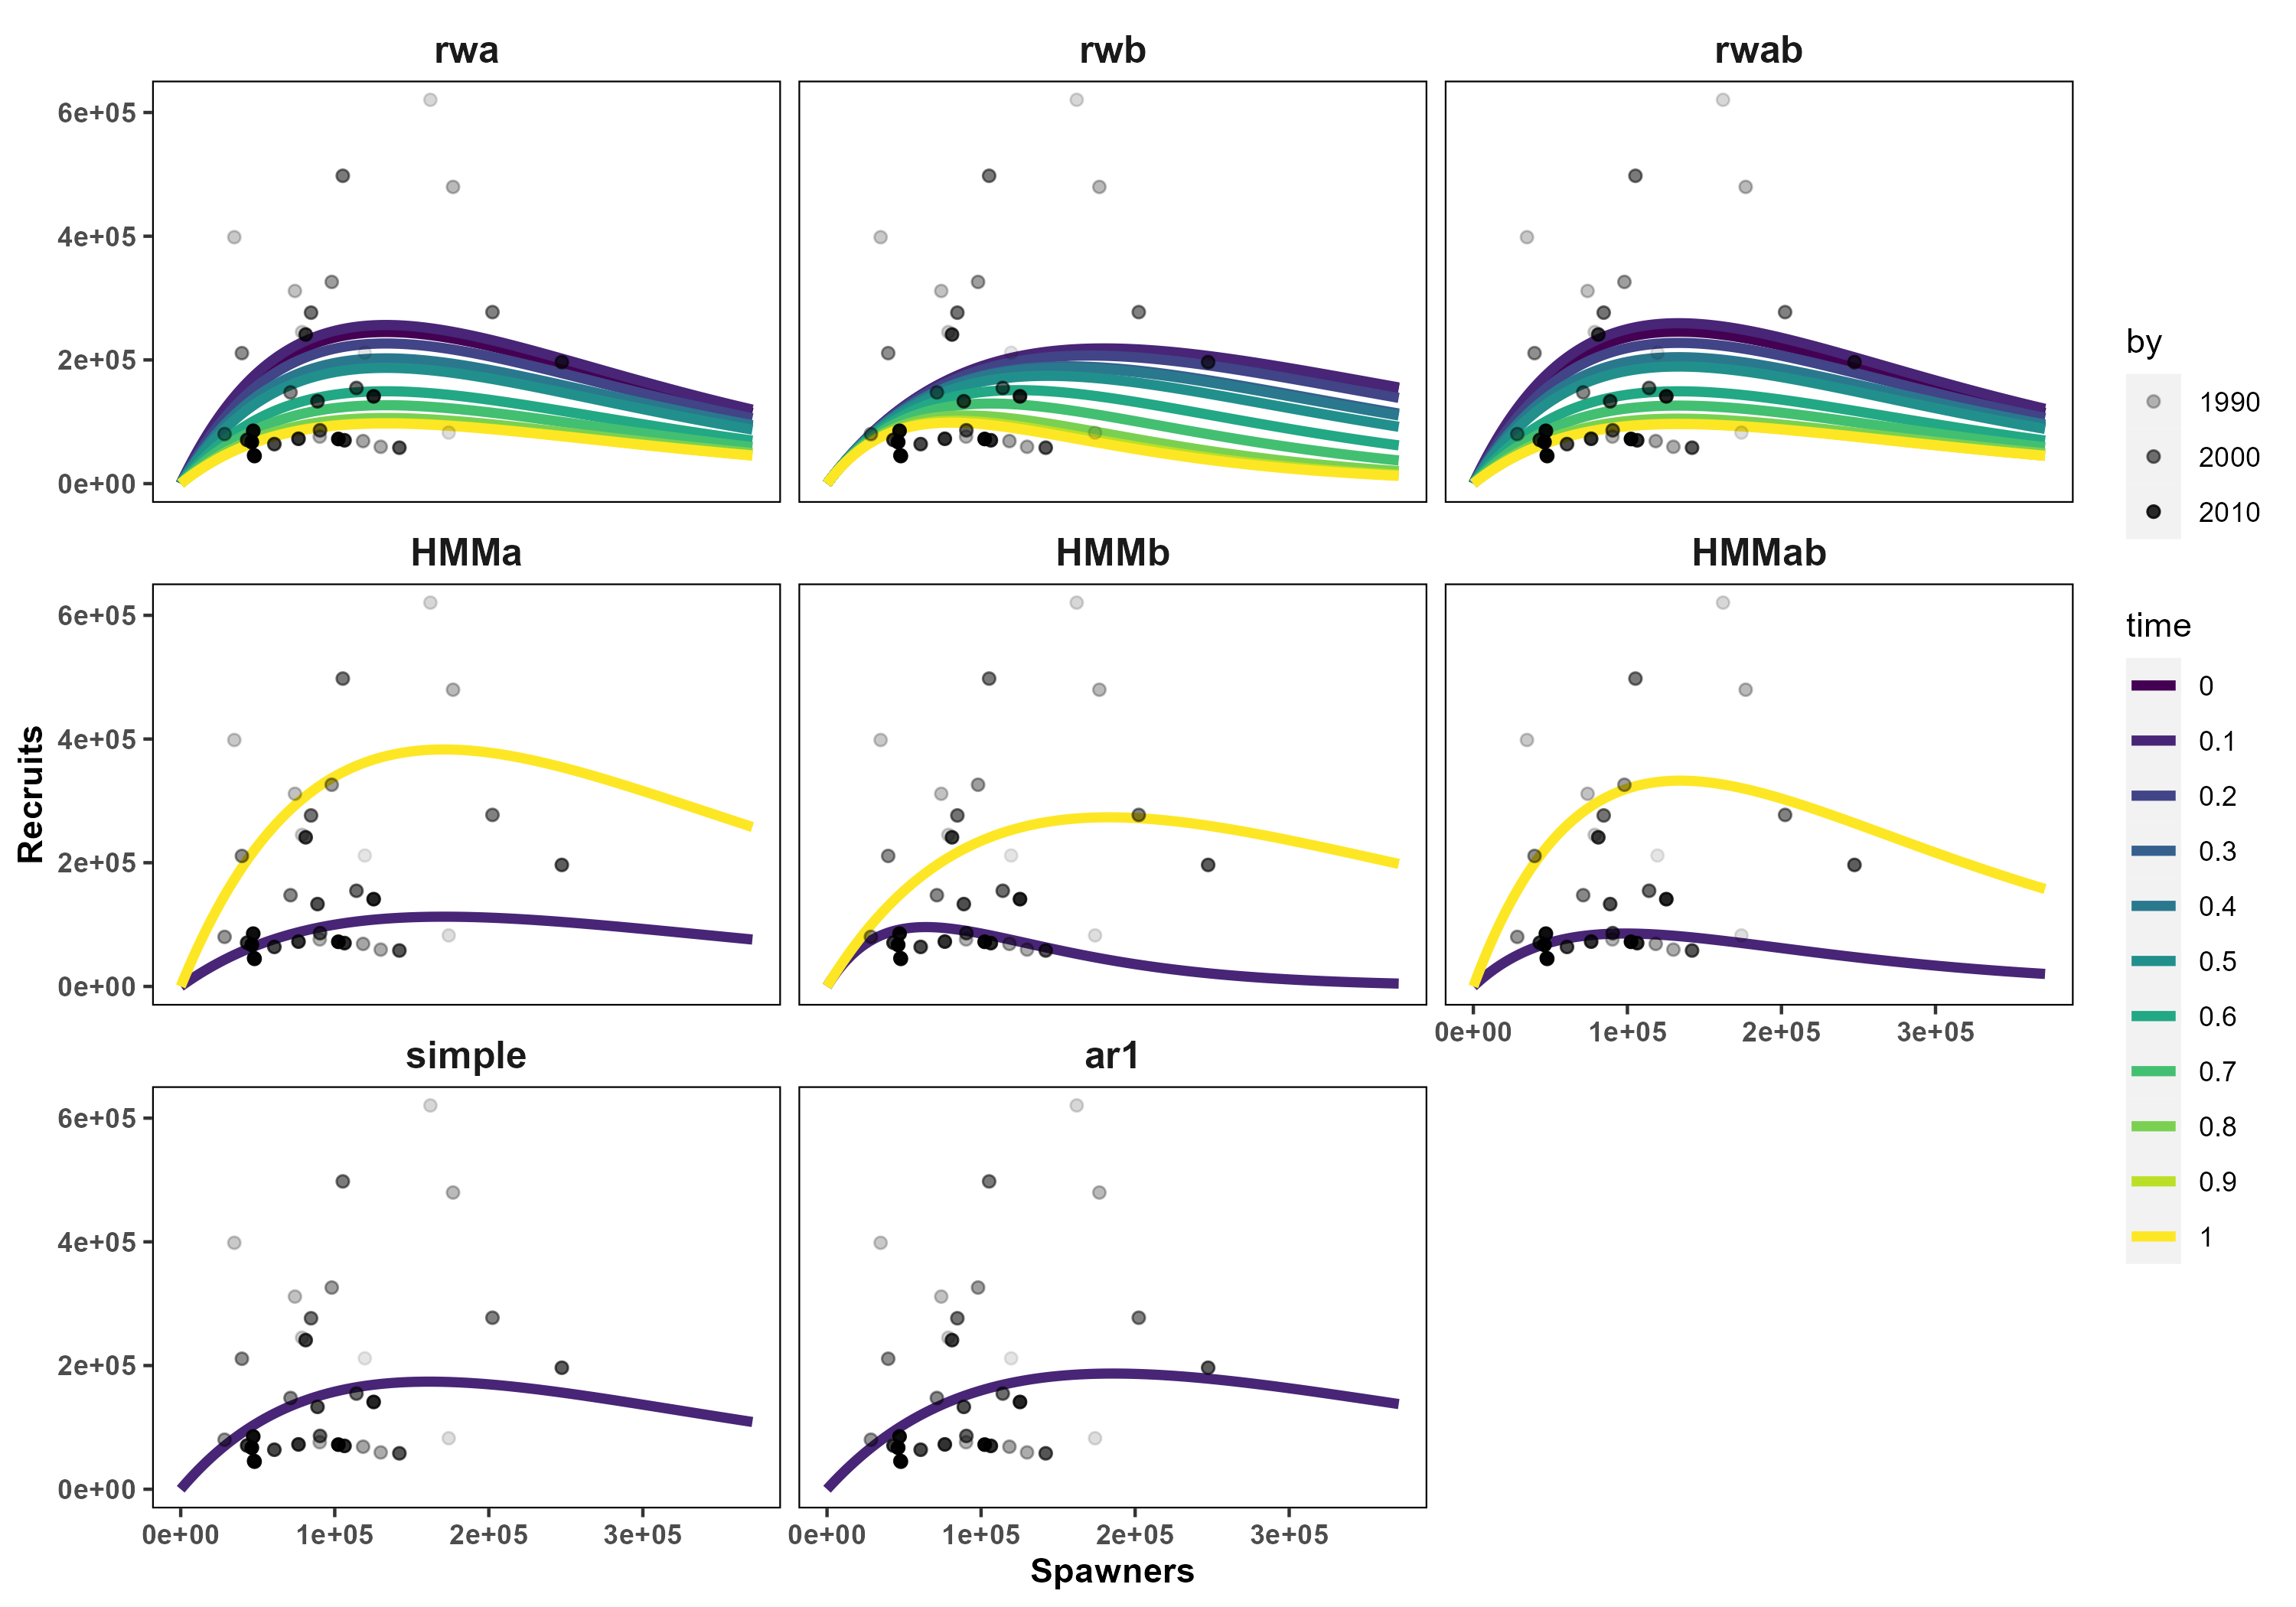 rwa rwb rwab
6e+05
4e+05
2e+05
0e+00
HMMa HMMb HMMab
6e+05
4e+05
2e+05
0e+00
0e+00 1e+05 2e+05 3e+05
simple ar1
6e+05
4e+05
2e+05
0e+00
0e+00 1e+05 2e+05 3e+05 0e+00 1e+05 2e+05 3e+05
Spawners
Recruits
by
1990
2000
2010
time
0
0.1
0.2
0.3
0.4
0.5
0.6
0.7
0.8
0.9
1